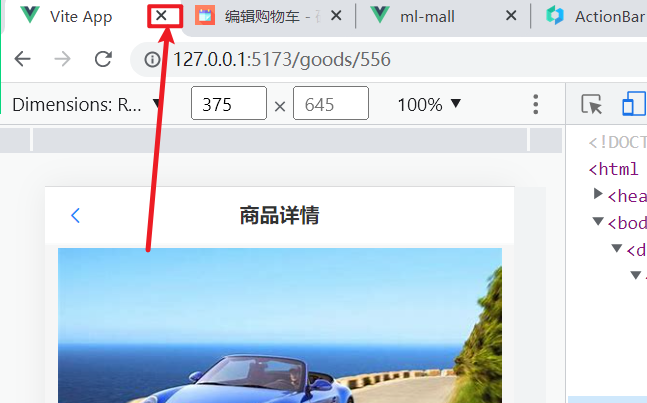 Vite App
编辑购物车 -
ml-mall
ActionBar
127.0.0.1:5173/goods/556
Dimensions: R... ▼ 375 × 645 100% ▼
<!DOCT
<html
<hea
<bod
<d
商品详情